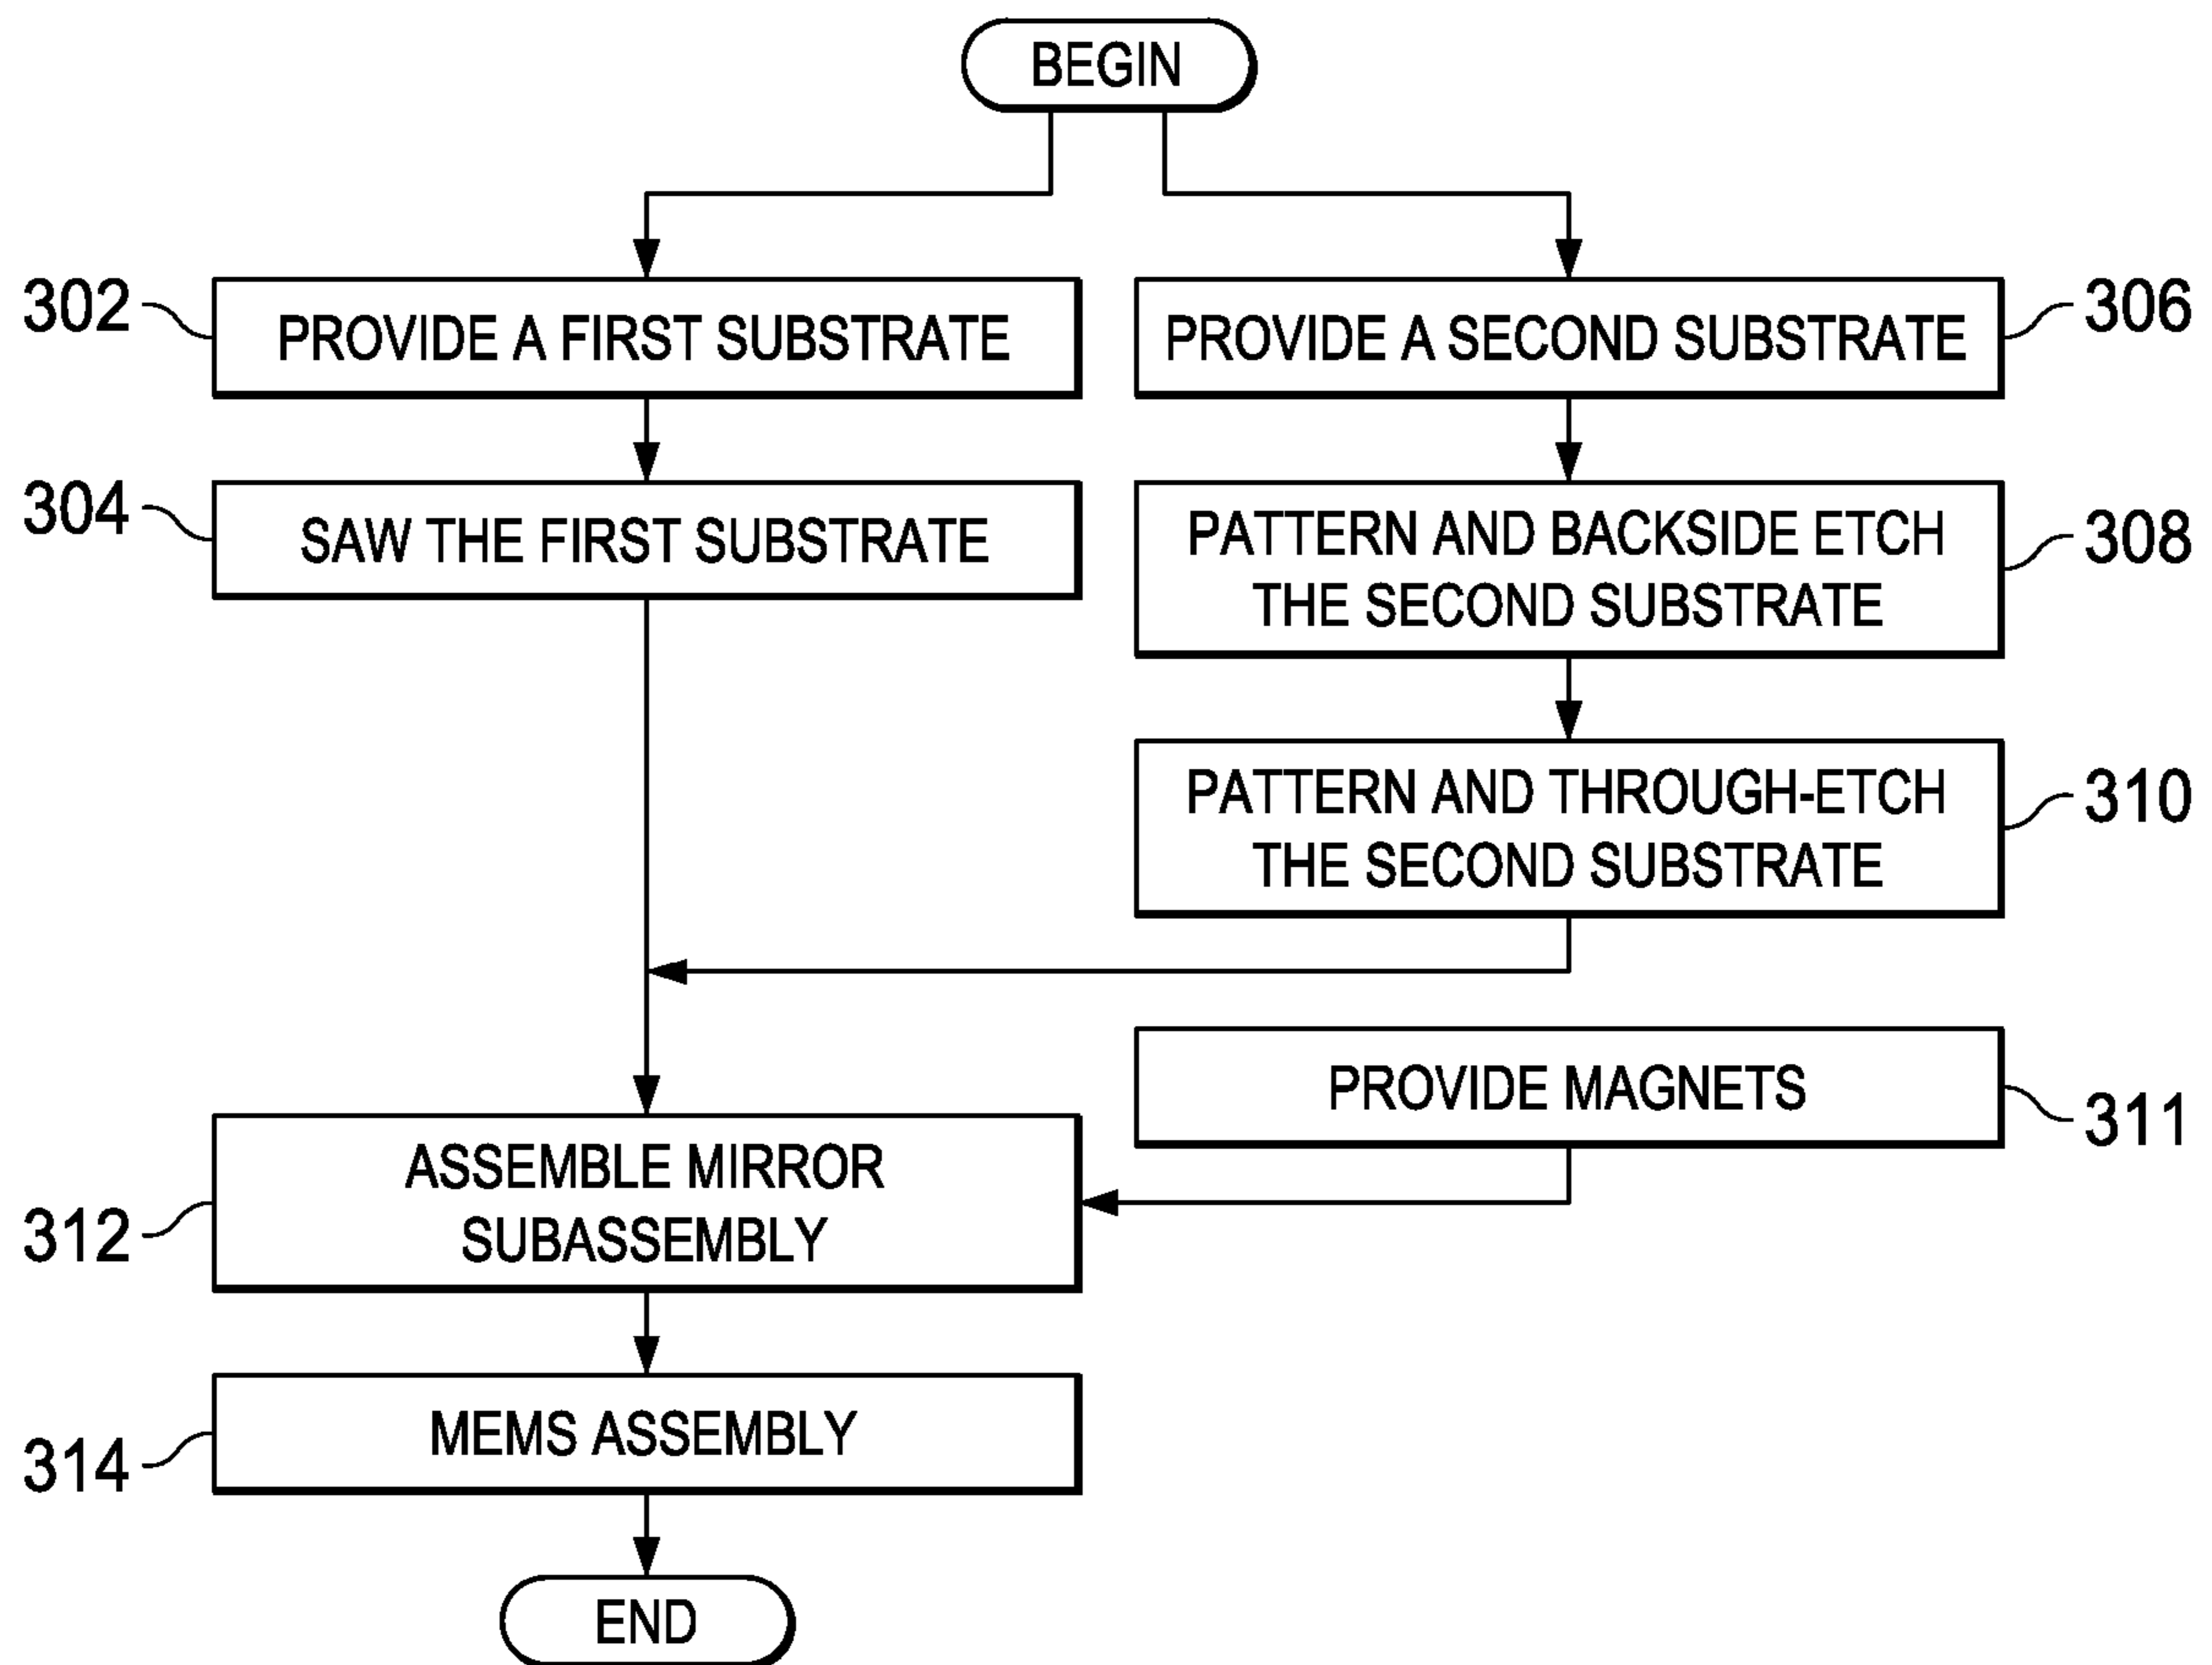 BEGIN
302
PROVIDE A FIRST SUBSTRATE
PROVIDE A SECOND SUBSTRATE
306
304
SAW THE FIRST SUBSTRATE
PATTERN AND BACKSIDE ETCH
THE SECOND SUBSTRATE
308
PATTERN AND THROUGH-ETCH
THE SECOND SUBSTRATE
310
PROVIDE MAGNETS
311
312
ASSEMBLE MIRROR
SUBASSEMBLY
314
MEMS ASSEMBLY
END